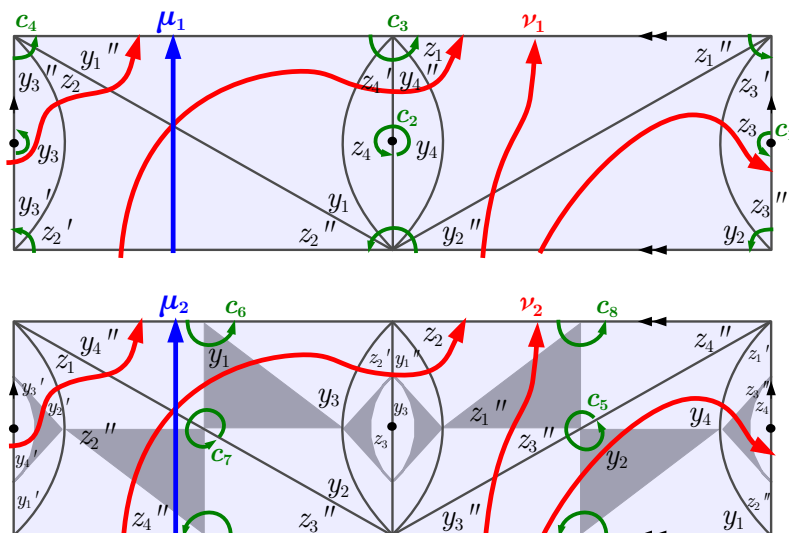 c₄ μ₁ c₃ ν₁
y₁″ z₁ z₁″
y₃″ z₂ z₄′ y₄″ z₃′
c₂
y₃ z₄ y₄ z₃
y₃′ y₁ z₃″
z₂′ z₂″ y₂″ y₂
μ₂ c₆ ν₂ c₈
y₄″ z₂ z₄″
z₁ y₁ z₂′ y₁″ z₁′
y₃′ y₂′ y₃ y₃ z₁″ c₅ y₄ z₃″ z₄
z₂″ c₇ z₃ z₃″ y₂
y₄′ y₂
y₁′ z₄″ z₃″ y₃″ y₁ z₂″